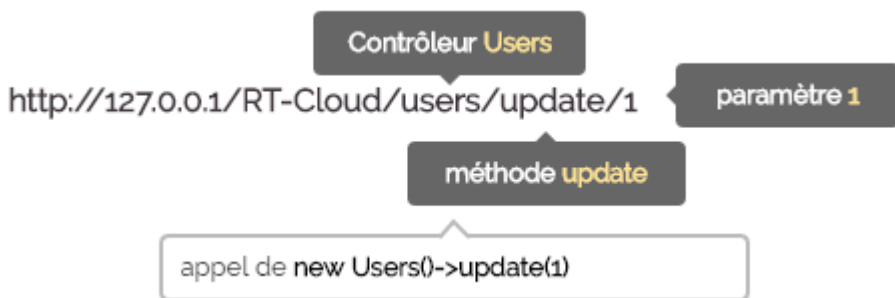 Contrôleur Users
http://127.0.0.1/RT-Cloud/users/update/1
paramètre 1
méthode update
appel de new Users()->update(1)